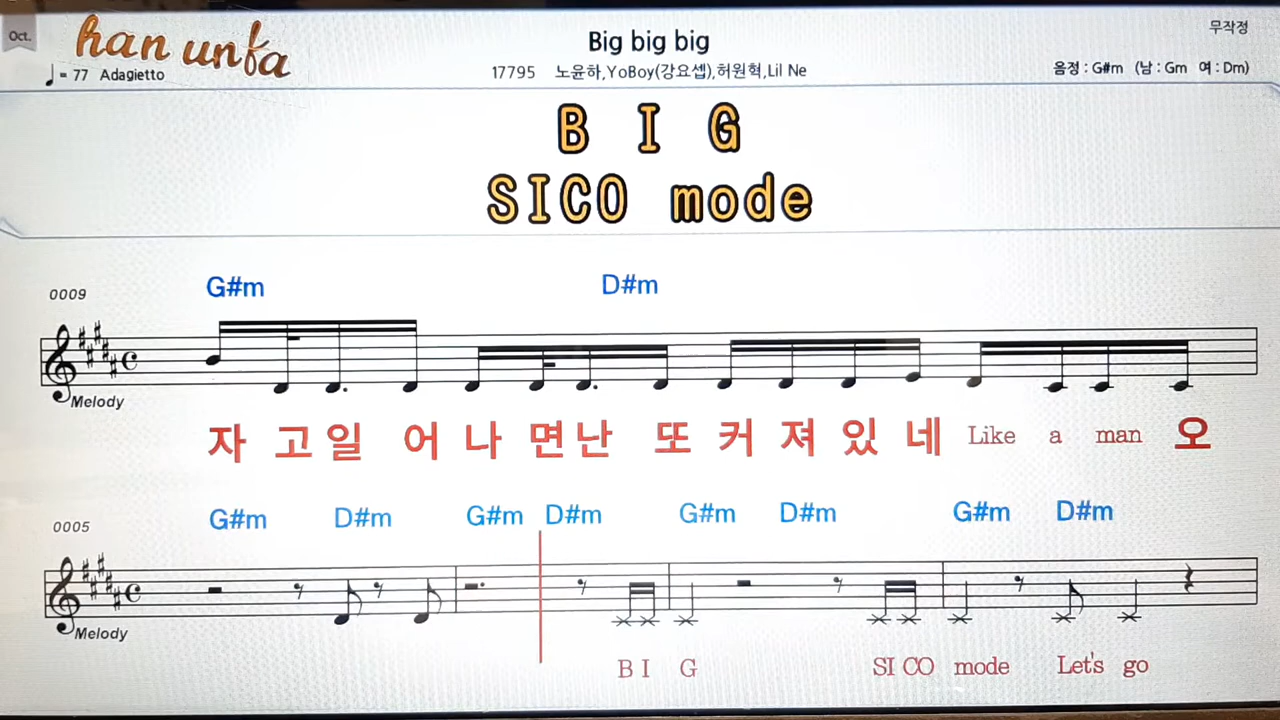 Oct.
han unfa
= 77 Adagietto
Big big big
17795 노윤하,YoBoy(강요셉),허원혁,Lil Ne
무작정
음정 : G#m (남 : Gm 여 : Dm)
B I G
SICO mode
G#m D#m
0009
Melody
자 고일 어 나 면난 또 커 져 있 네 Like a man 오
G#m D#m G#m D#m G#m D#m G#m D#m
0005
Melody
B I G SI CO mode Let's go